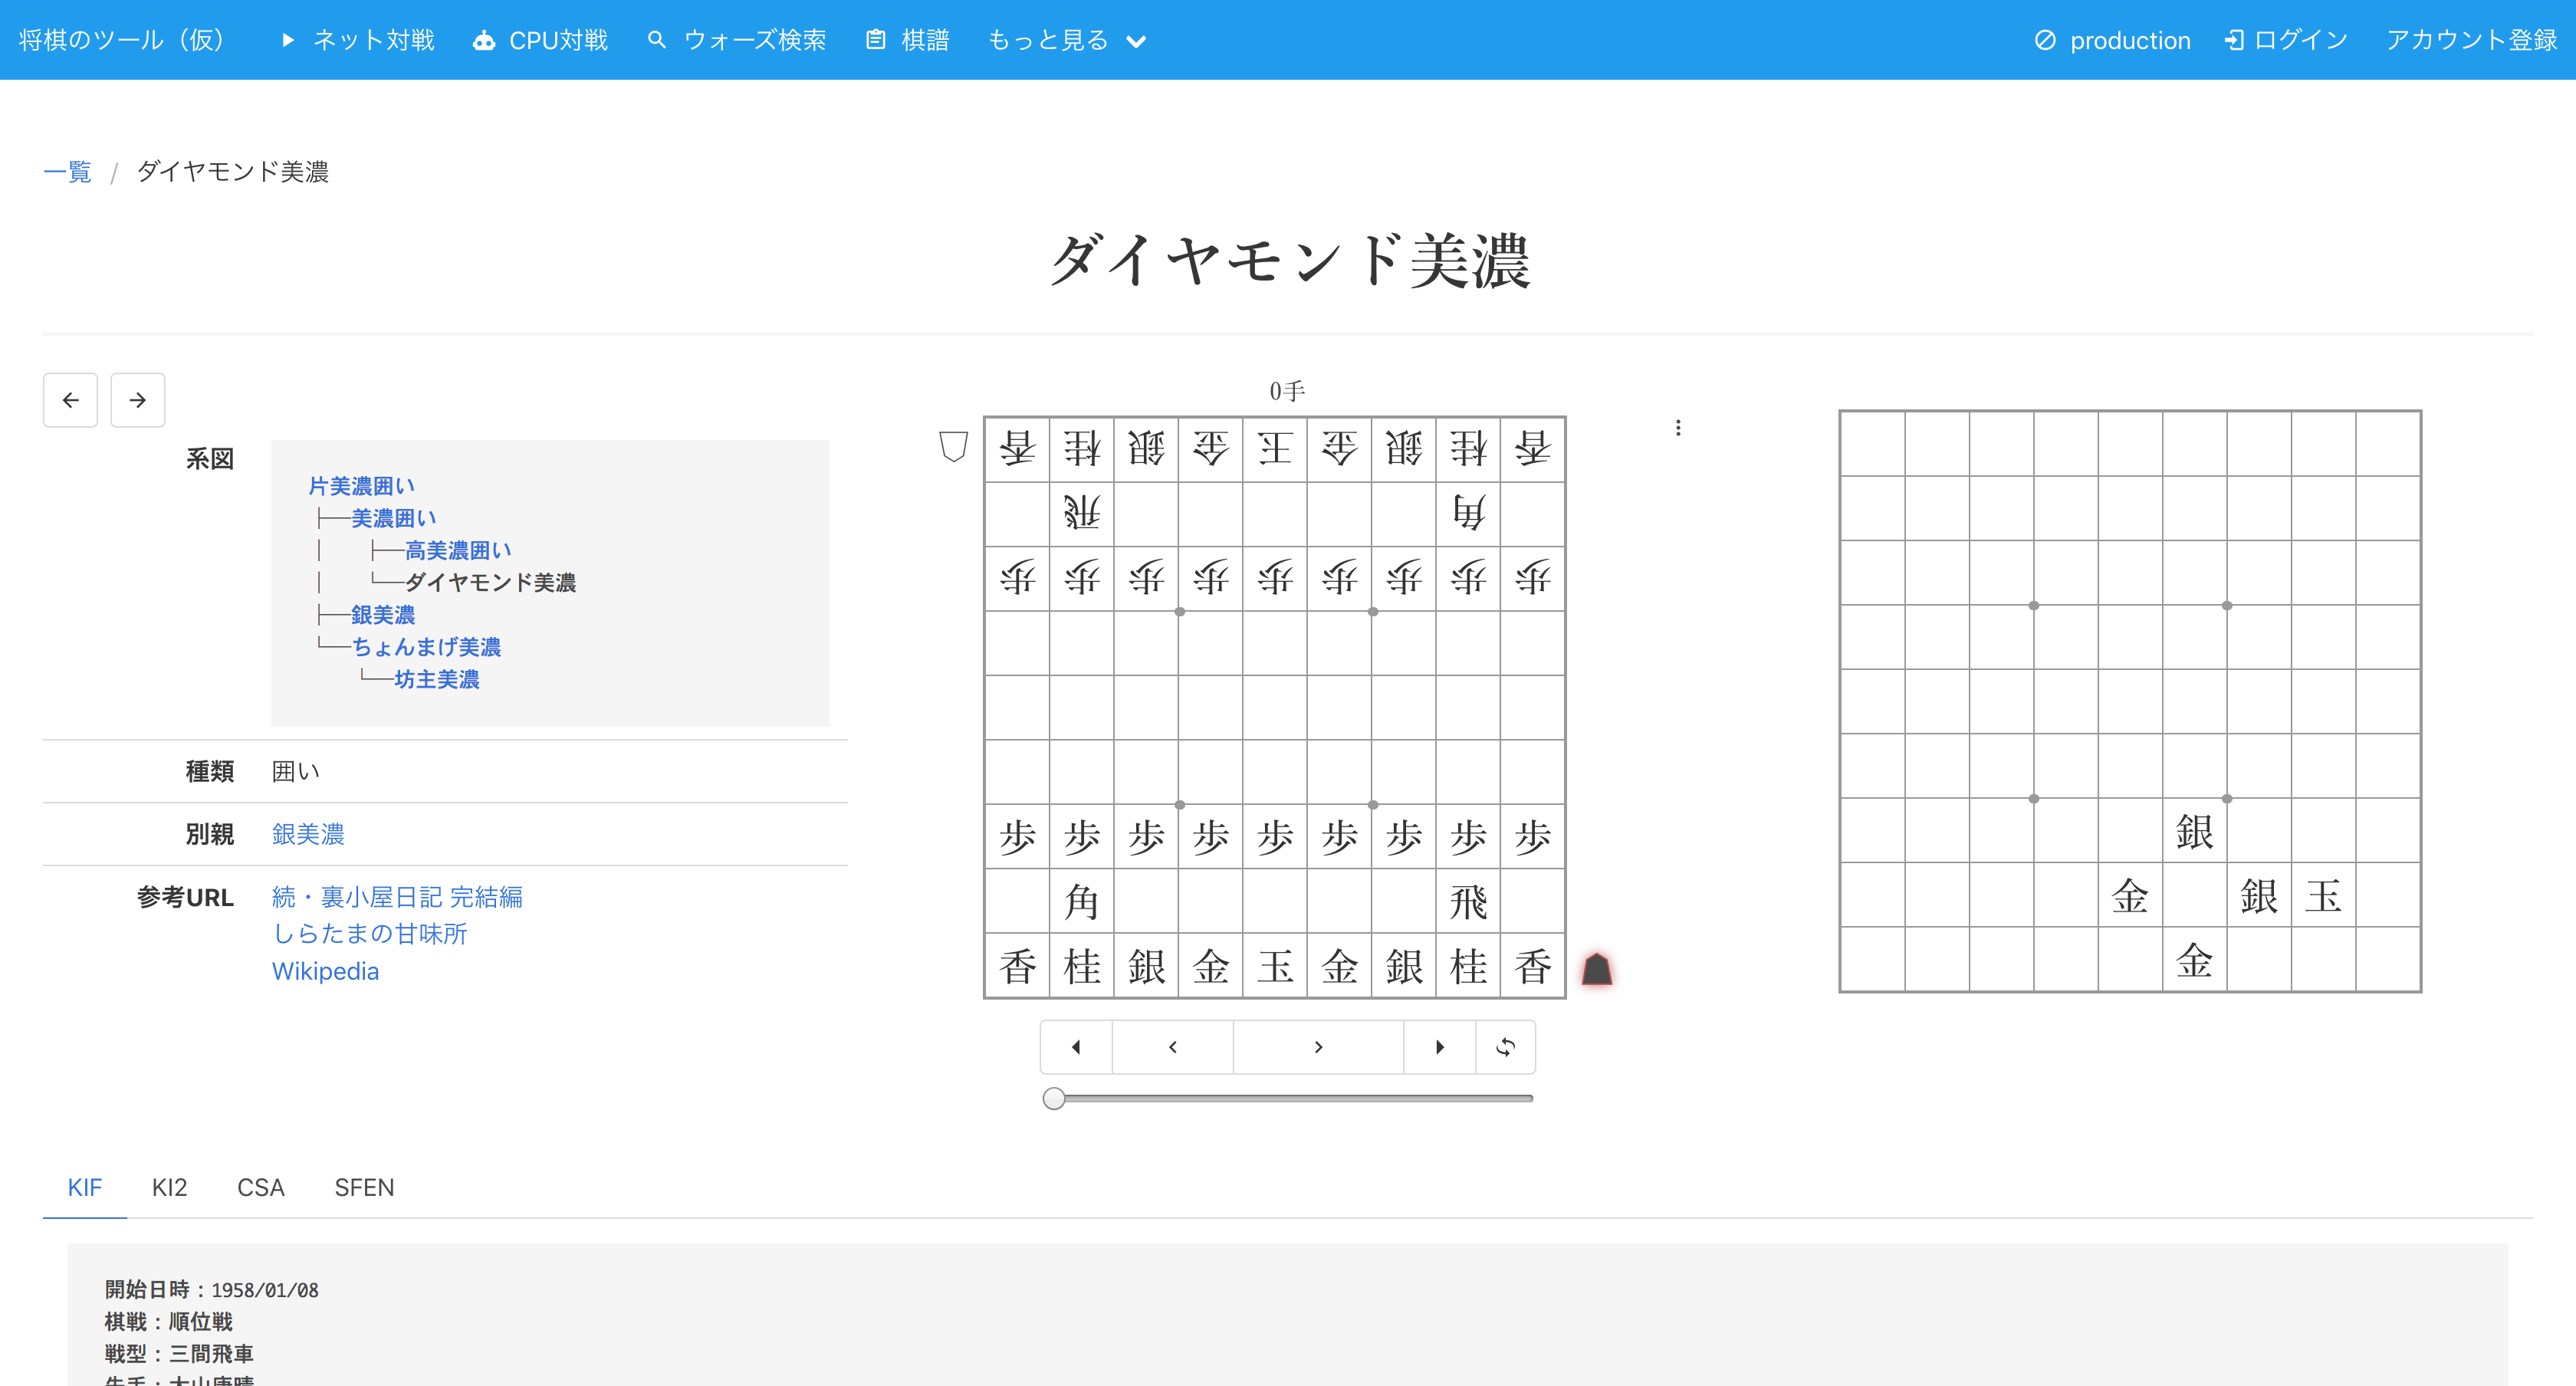 将棋のツール（仮） ネット対戦 CPU対戦 ウォーズ検索 棋譜 もっと見る production ログイン アカウント登録
一覧 / ダイヤモンド美濃
ダイヤモンド美濃
系図
片美濃囲い
├──美濃囲い
│ ├──高美濃囲い
│ └──ダイヤモンド美濃
├──銀美濃
└──ちょんまげ美濃
└──坊主美濃
種類 囲い
別親 銀美濃
参考URL 続・裏小屋日記 完結編
しらたまの甘味所
Wikipedia
0手
香 桂 銀 金 王 金 銀 桂 香
飛 角
歩 歩 歩 歩 歩 歩 歩 歩 歩
歩 歩 歩 歩 歩 歩 歩 歩 歩
角 飛
香 桂 銀 金 玉 金 銀 桂 香
銀
金 銀 玉
金
KIF KI2 CSA SFEN
開始日時：1958/01/08
棋戦：順位戦
戦型：三間飛車
先手：大山康晴